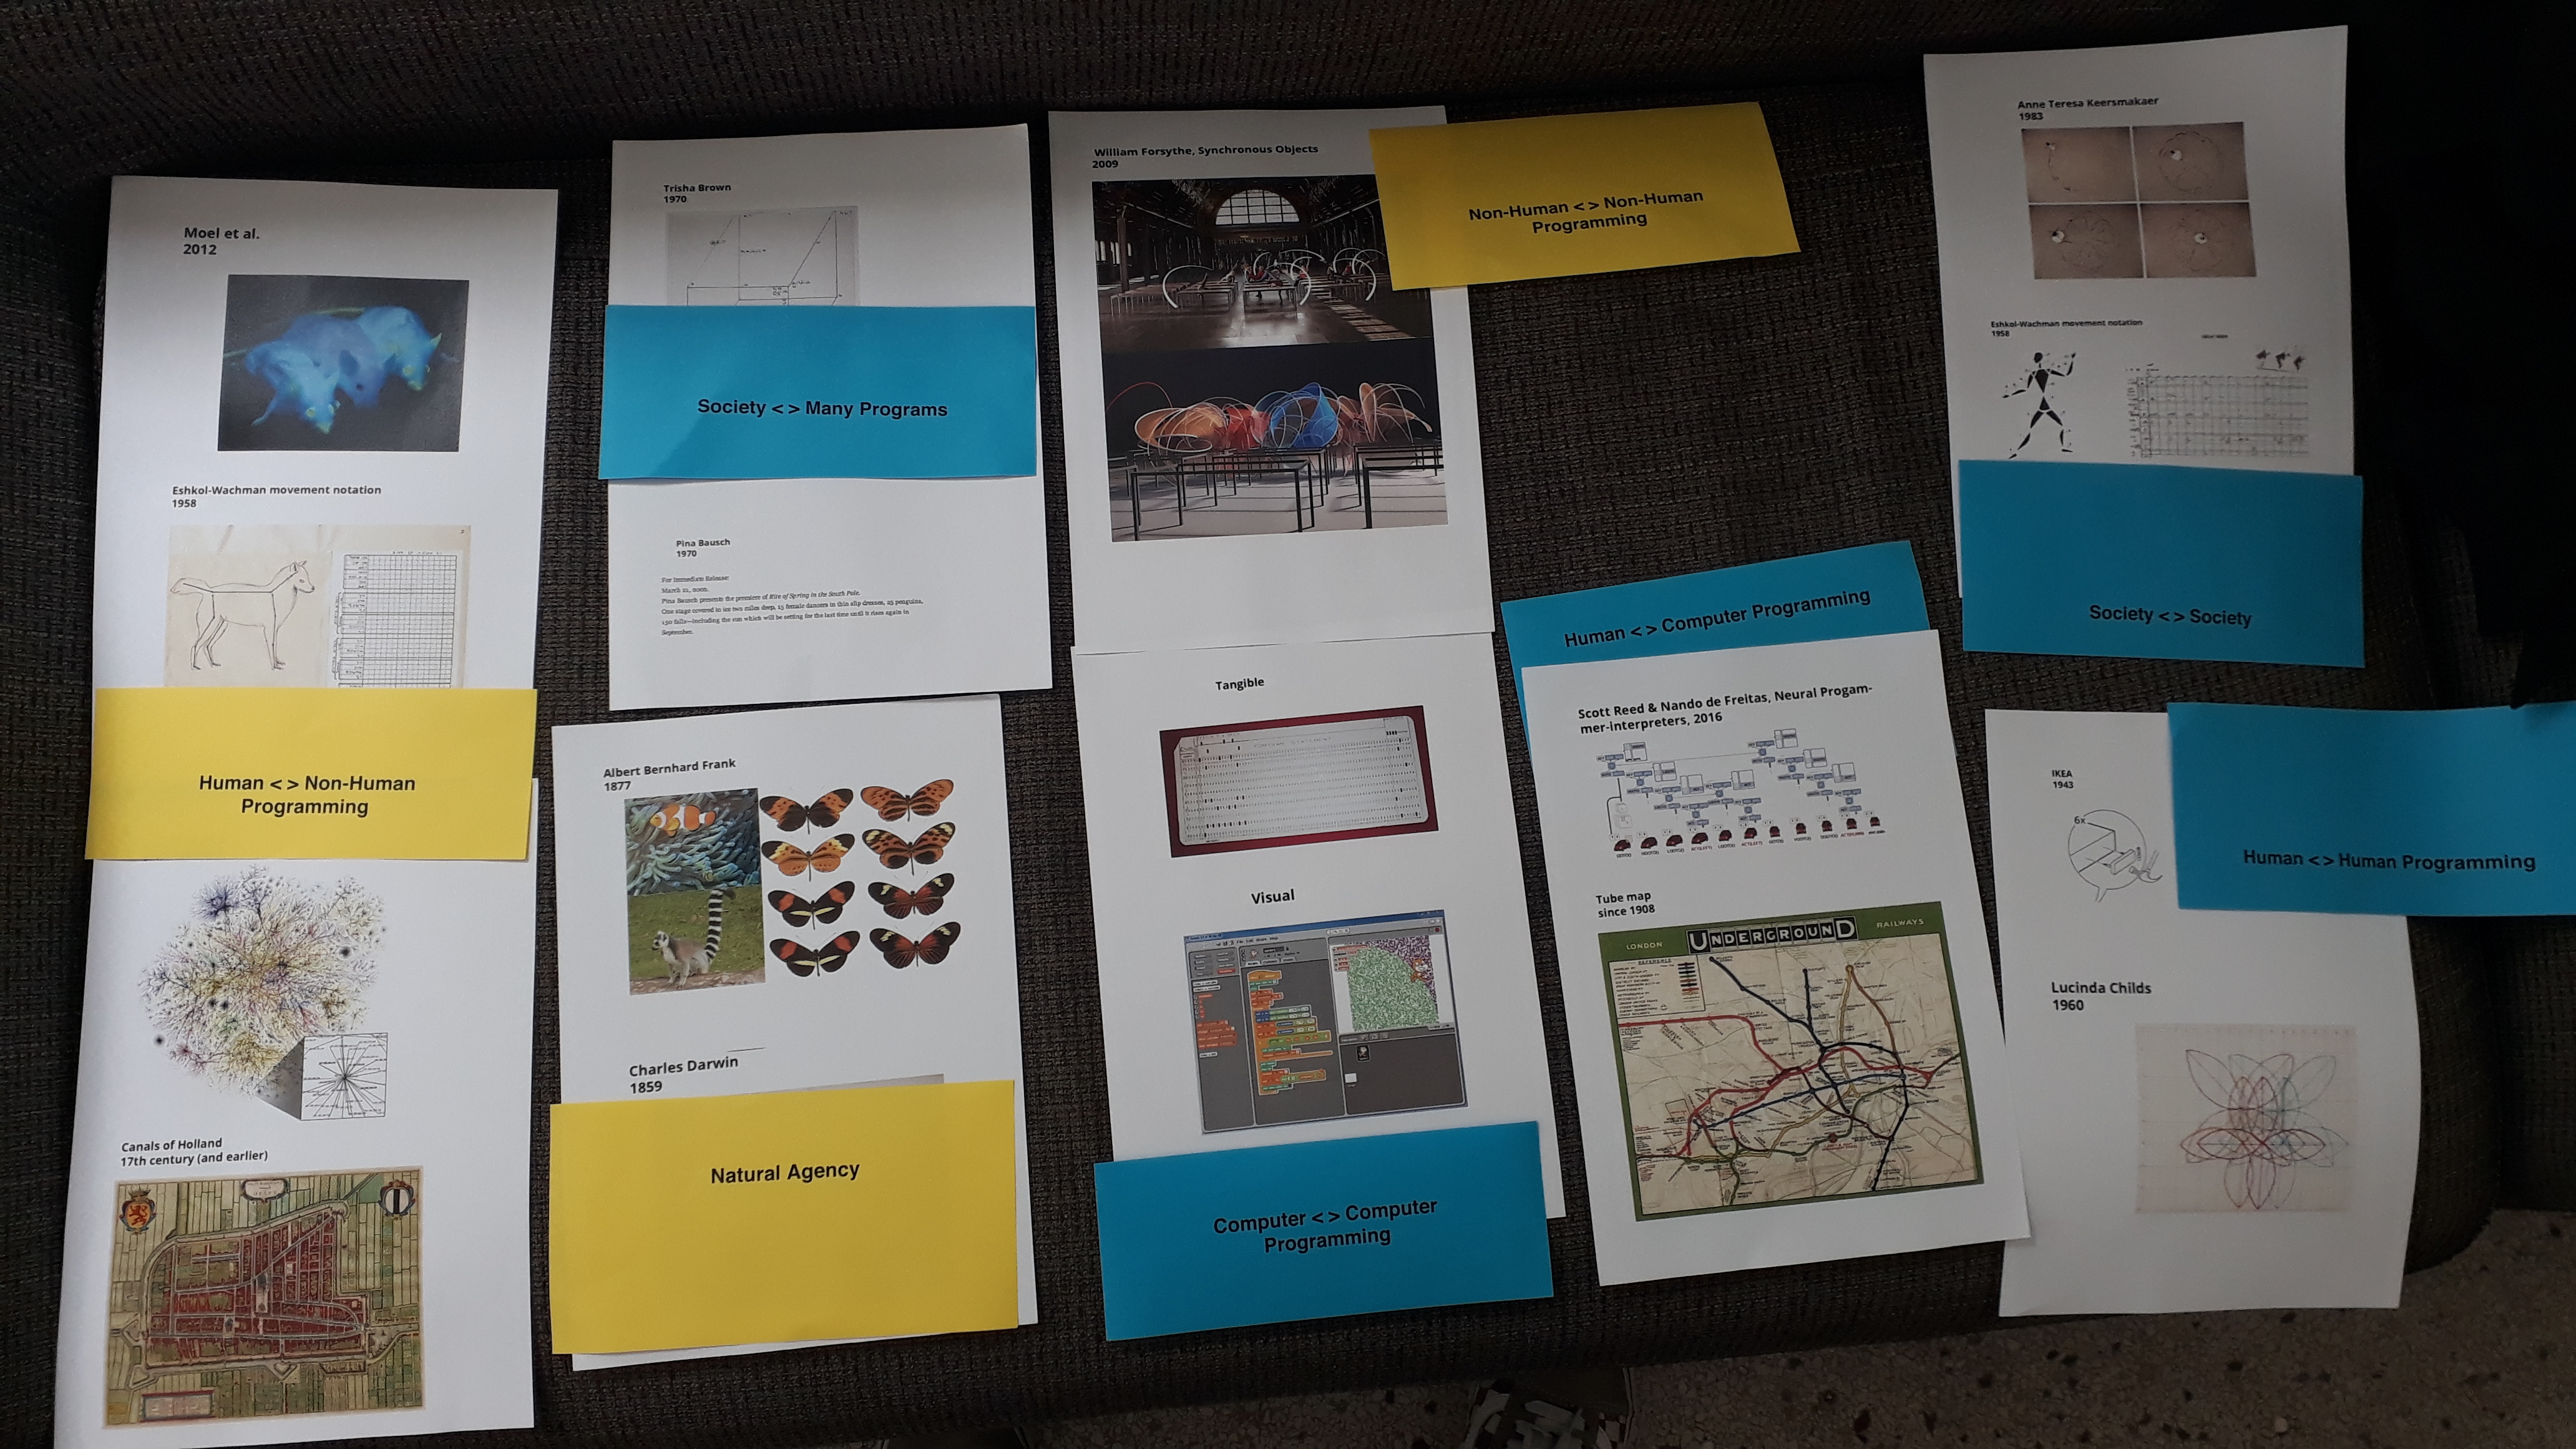 Moel et al.
2012
Eshkol-Wachman movement notation
1958
Human < > Non-Human
Programming
Canals of Holland
17th century (and earlier)
Trisha Brown
1970
Society < > Many Programs
Pina Bausch
1970
For Immediate Release:
March 21, noon.
Pina Bausch presents the premiere of Rite of Spring in the South Pole.
One stage covered in ice two miles deep, 13 female dancers in thin slip dresses, 23 penguins,
130 falls—including the sun which will be setting for the last time until it rises again in
September.
Albert Bernhard Frank
1877
Charles Darwin
1859
Natural Agency
William Forsythe, Synchronous Objects
2009
Non-Human < > Non-Human
Programming
Tangible
Visual
Computer < > Computer
Programming
Human < > Computer Programming
Scott Reed & Nando de Freitas, Neural Progam-
mer-interpreters, 2016
Tube map
since 1908
LONDON UNDERGROUND RAILWAYS
Anne Teresa Keersmakaer
1983
Eshkol-Wachman movement notation
1958
Society < > Society
IKEA
1943
6x
Human < > Human Programming
Lucinda Childs
1960